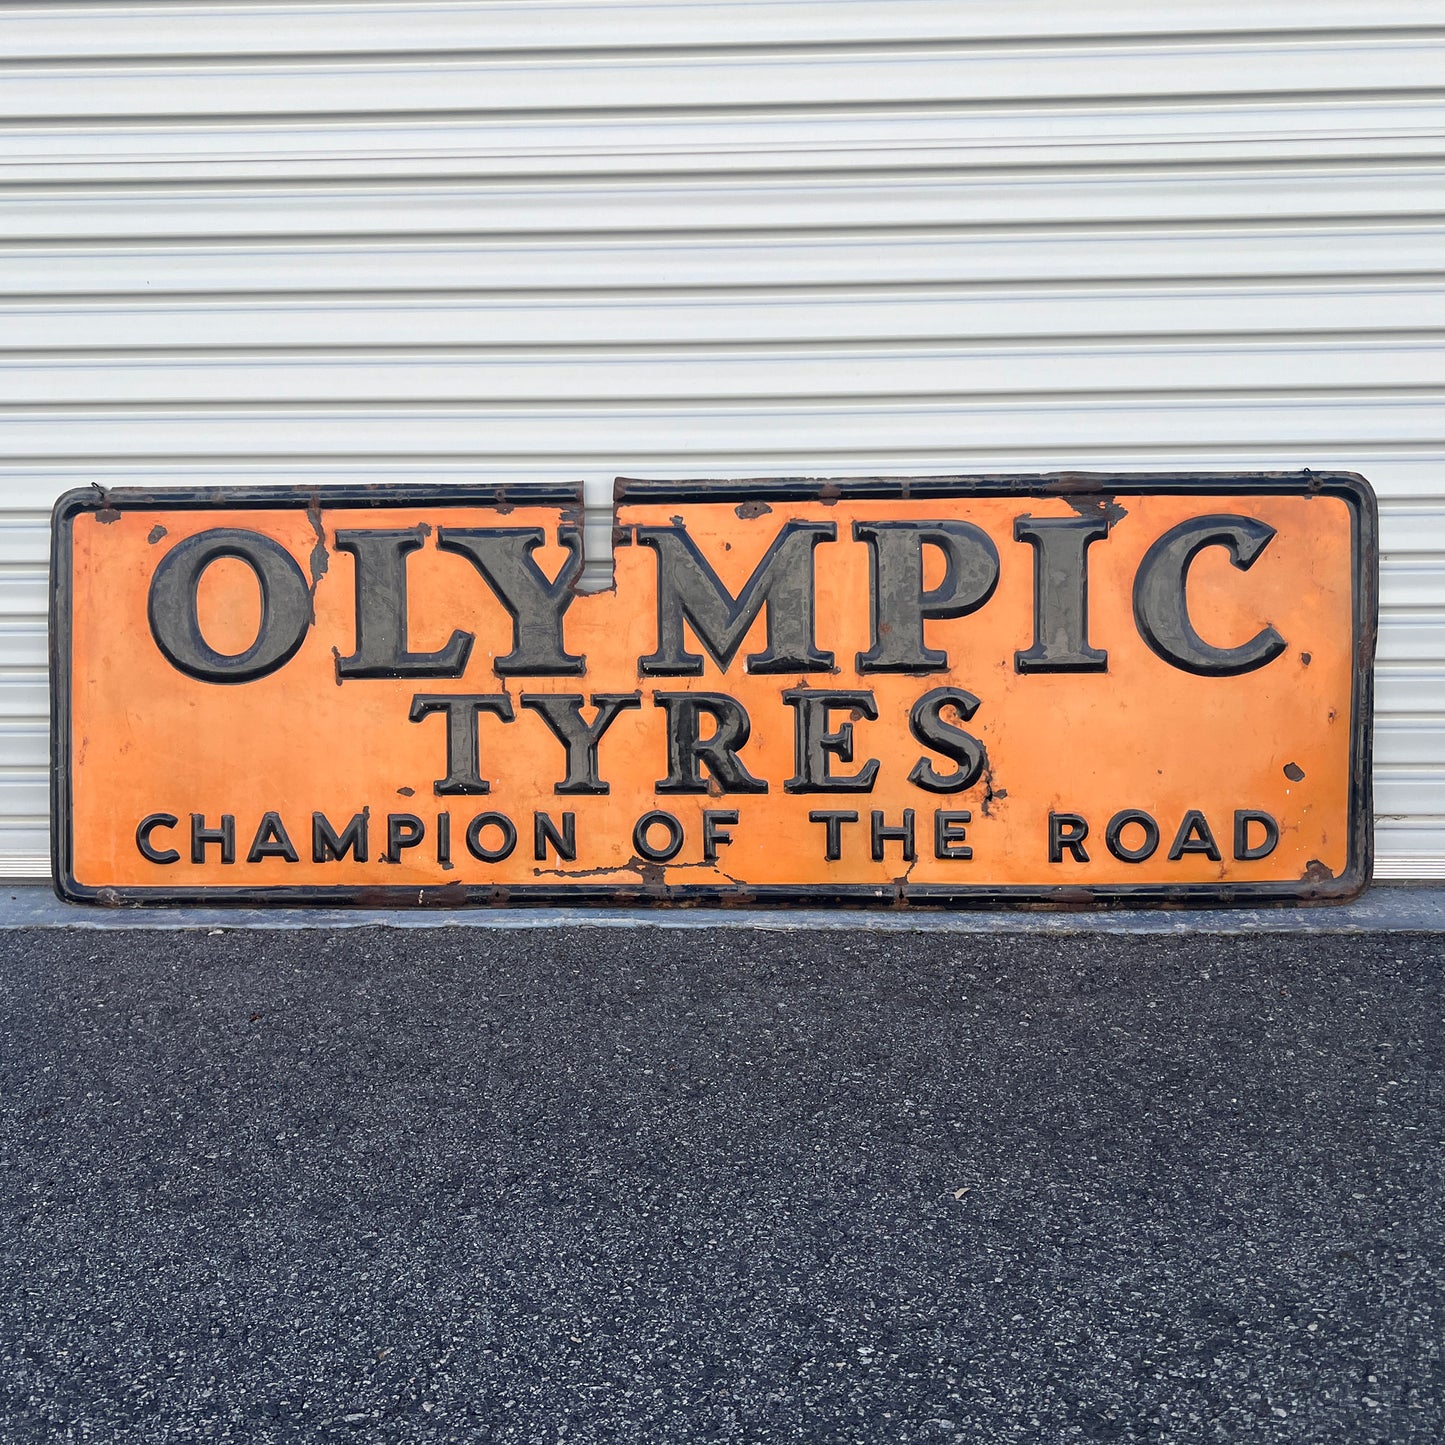 OLYMPIC
TYRES
CHAMPION OF THE ROAD